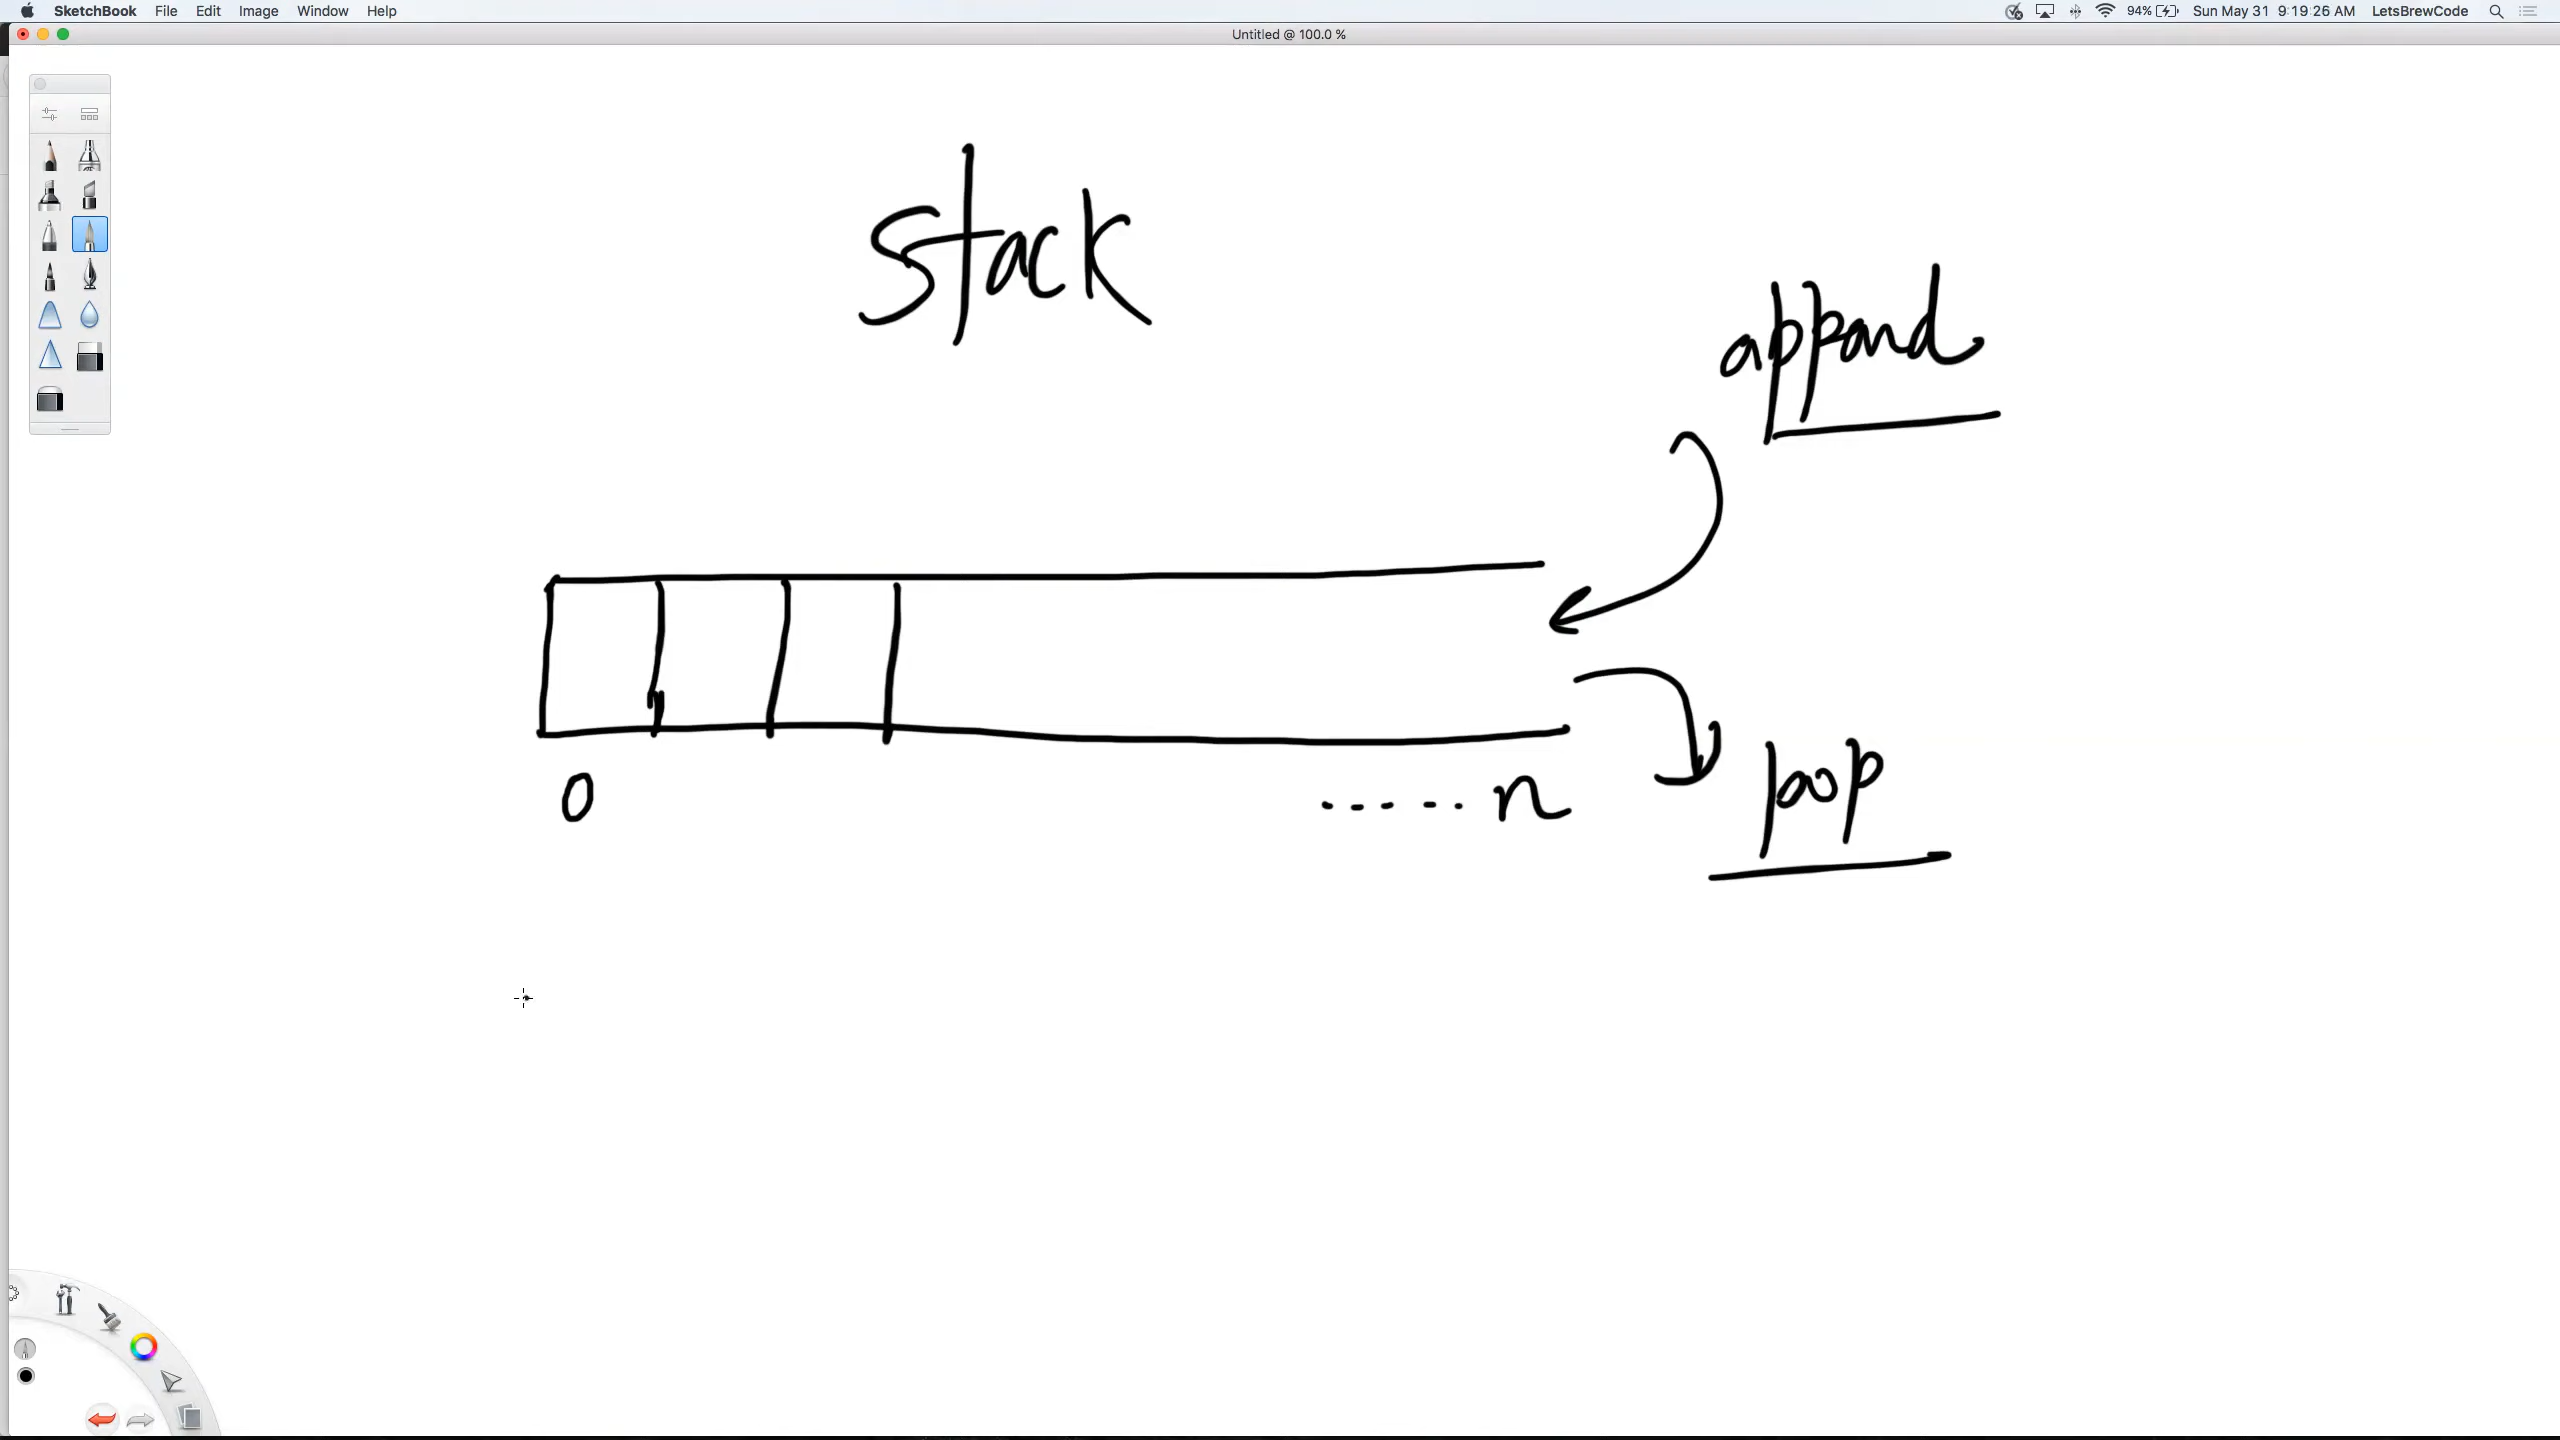 SketchBook File Edit Image Window Help 94% Sun May 31 9:19:26 AM LetsBrewCode
Untitled @ 100.0 %
stack
appand
0 ...... n
pop